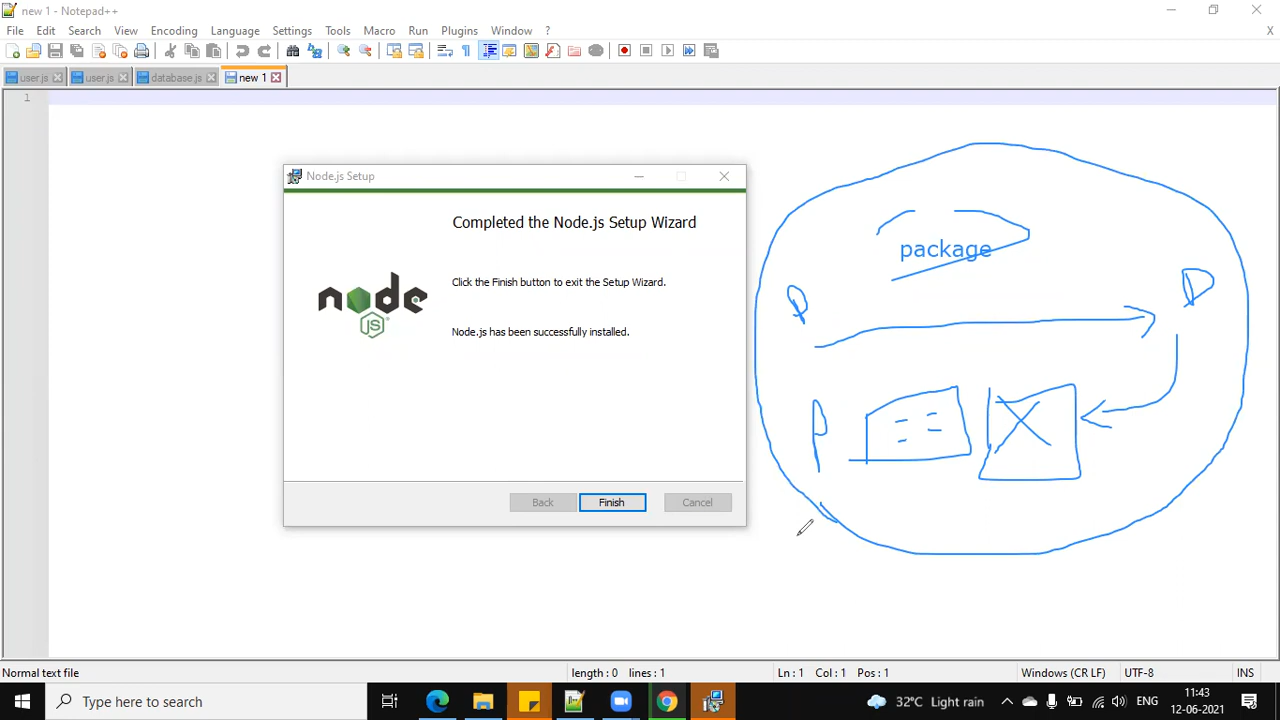 new 1 - Notepad++
File Edit Search View Encoding Language Settings Tools Macro Run Plugins Window ? X
user.js user.js database.js new 1
1
Node.js Setup
Completed the Node.js Setup Wizard
Click the Finish button to exit the Setup Wizard.
Node.js has been successfully installed.
node
JS
Back Finish Cancel
package
P D
P
Normal text file length : 0 lines : 1 Ln : 1 Col : 1 Pos : 1 Windows (CR LF) UTF-8 INS
Type here to search
32°C Light rain
ENG
11:43
12-06-2021